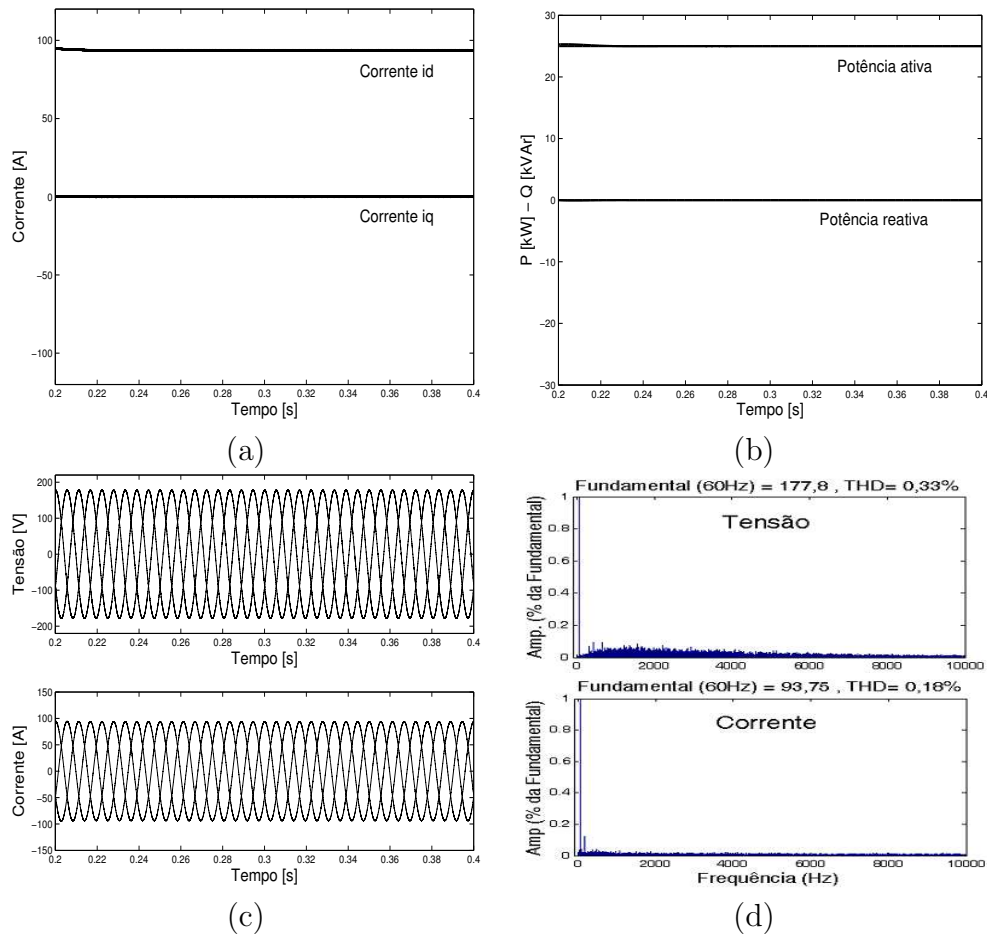 100
50
0
−50
−100
Corrente [A]
Corrente id
Corrente iq
0.2 0.22 0.24 0.26 0.28 0.3 0.32 0.34 0.36 0.38 0.4
Tempo [s]
(a)
30
20
10
0
−10
−20
−30
P [kW] − Q [kVAr]
Potência ativa
Potência reativa
0.2 0.22 0.24 0.26 0.28 0.3 0.32 0.34 0.36 0.38 0.4
Tempo [s]
(b)
200
100
0
−100
−200
Tensão [V]
0.2 0.22 0.24 0.26 0.28 0.3 0.32 0.34 0.36 0.38 0.4
Tempo [s]
150
100
50
0
−50
−100
−150
Corrente [A]
0.2 0.22 0.24 0.26 0.28 0.3 0.32 0.34 0.36 0.38 0.4
Tempo [s]
(c)
Fundamental (60Hz) = 177,8 , THD= 0,33%
Tensão
1
0.8
0.6
0.4
0.2
0
Amp. (% da Fundamental)
0 2000 4000 6000 8000 10000
Fundamental (60Hz) = 93,75 , THD= 0,18%
Corrente
1
0.8
0.6
0.4
0.2
0
Amp (% da Fundamental)
0 2000 4000 6000 8000 10000
Frequência (Hz)
(d)